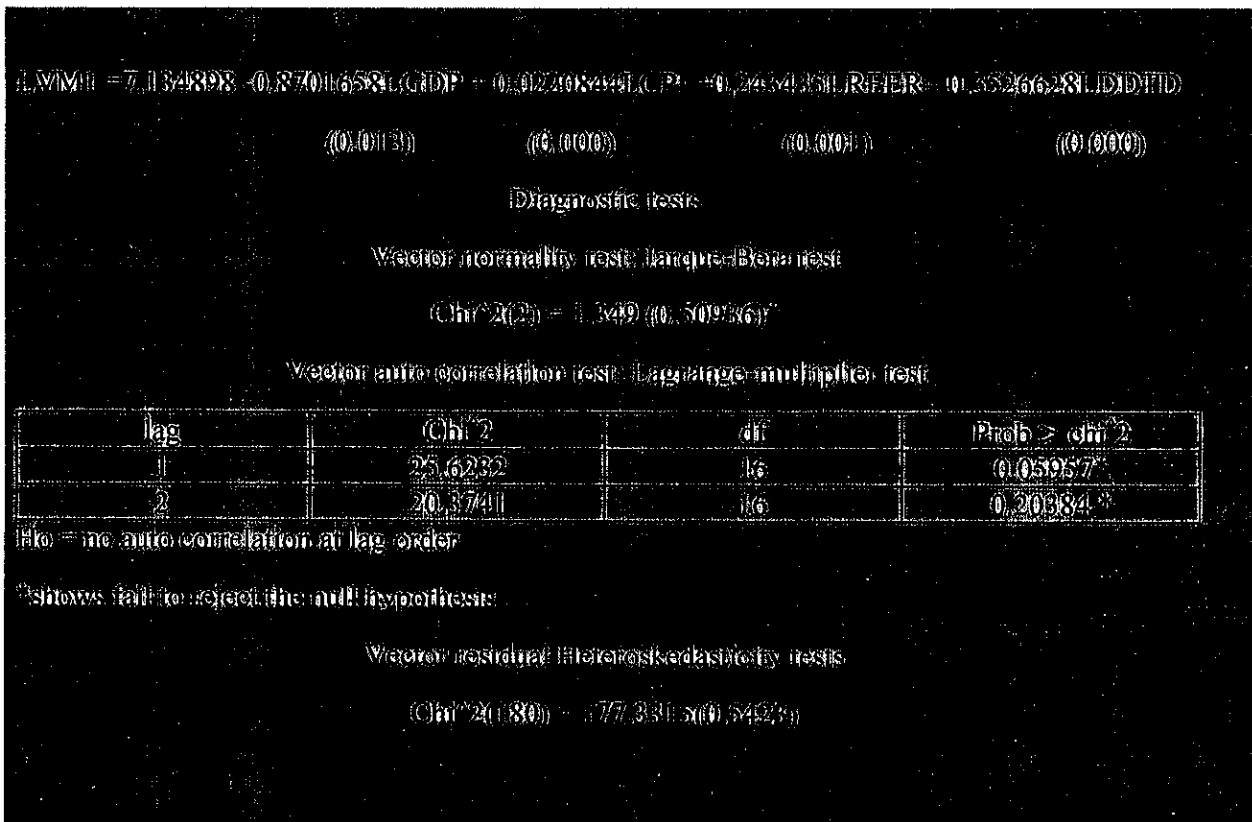 LVM1 =7.134898 -0.8701658LGDP + 0.0220844LCPI +0.2434351LREER- 0.3526628LDDTD
(0.013) (0.000) (0.001) (0.000)
Diagnostic tests
Vector normality test: Jarque-Bera test
Chi^2(2) = 1.349 (0.50936)*
Vector auto correlation test: Lagrange-multiplier test
lag Chi^2 df Prob > chi^2
1 25.6232 16 0.05957*
2 20.3741 16 0.20384 *
Ho = no auto correlation at lag order
*shows fail to reject the null hypothesis
Vector residual Heteroskedasticity tests
Chi^2(180) = 177.3315(0.5423)